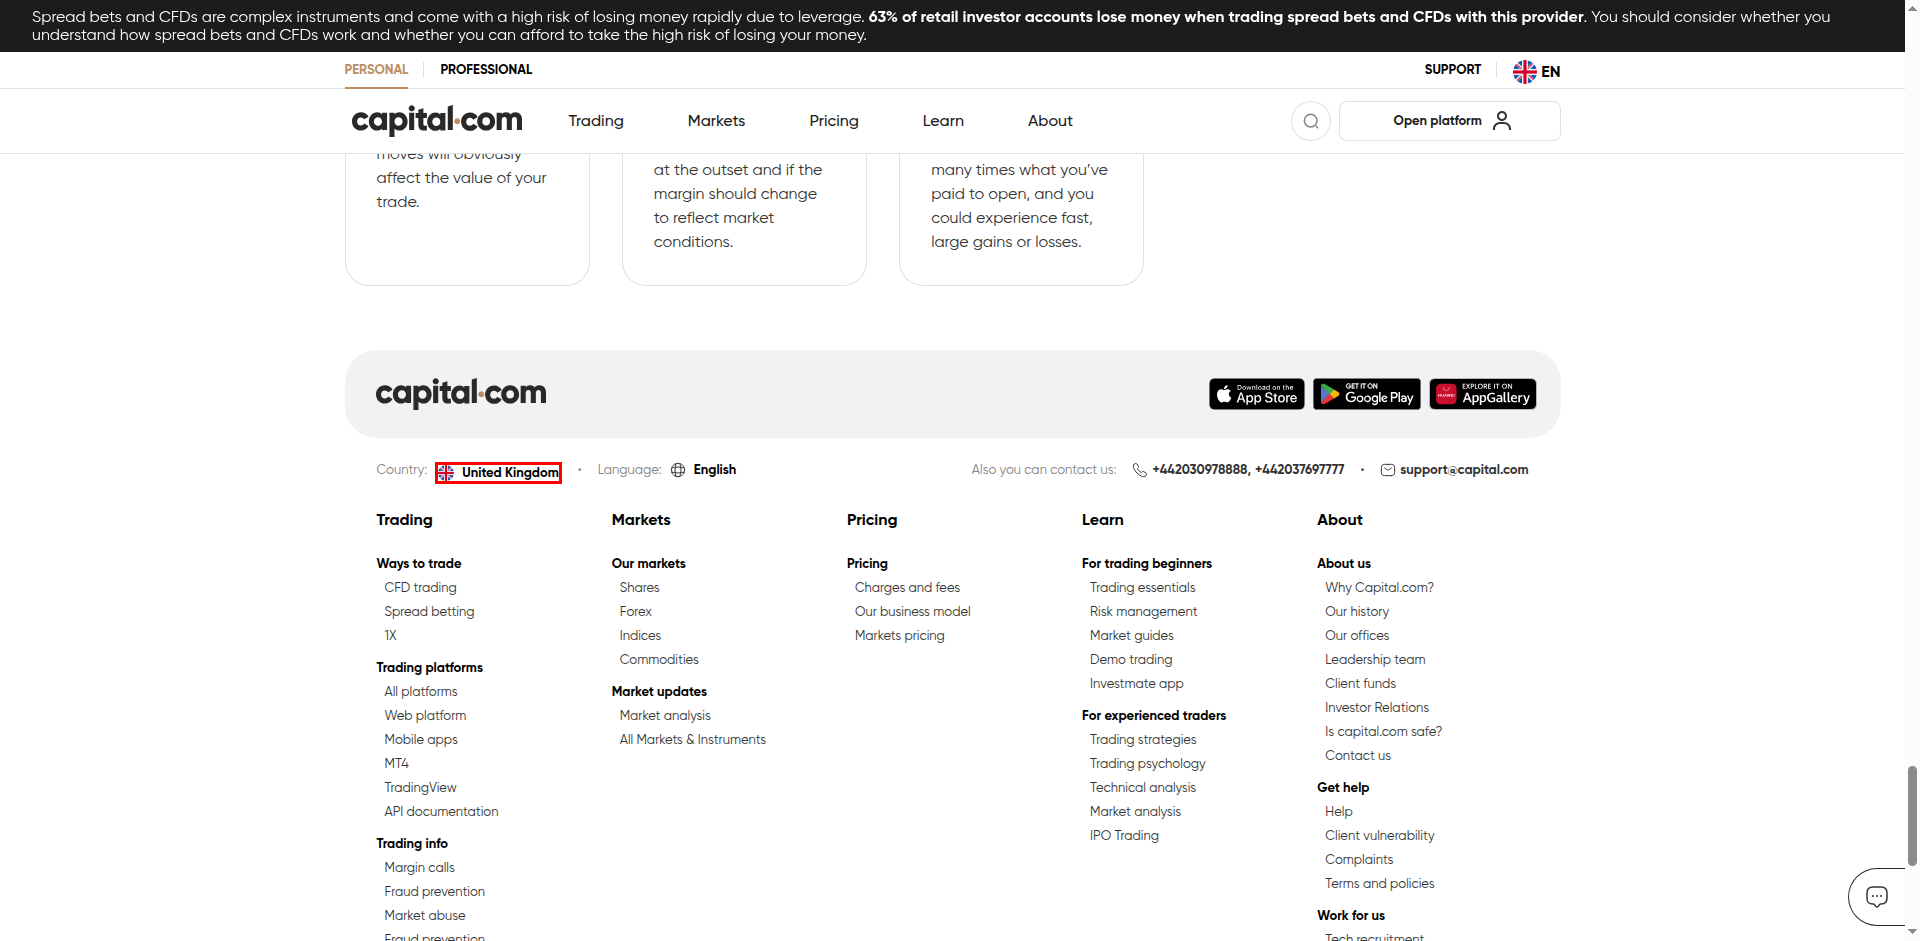 Spread bets and CFDs are complex instruments and come with a high risk of losing money rapidly due to leverage. 63% of retail investor accounts lose money when trading spread bets and CFDs with this provider. You should consider whether you
understand how spread bets and CFDs work and whether you can afford to take the high risk of losing your money.
PERSONAL PROFESSIONAL SUPPORT EN
capital.com Trading Markets Pricing Learn About Open platform
moves will obviously
affect the value of your
trade.
at the outset and if the
margin should change
to reflect market
conditions.
many times what you’ve
paid to open, and you
could experience fast,
large gains or losses.
capital.com
Download on the
App Store
GET IT ON
Google Play
HUAWEI
EXPLORE IT ON
AppGallery
Country: United Kingdom · Language: English Also you can contact us: +442030978888, +442037697777 · support@capital.com
Trading
Ways to trade
CFD trading
Spread betting
1X
Trading platforms
All platforms
Web platform
Mobile apps
MT4
TradingView
API documentation
Trading info
Margin calls
Fraud prevention
Market abuse
Fraud prevention
Markets
Our markets
Shares
Forex
Indices
Commodities
Market updates
Market analysis
All Markets & Instruments
Pricing
Pricing
Charges and fees
Our business model
Markets pricing
Learn
For trading beginners
Trading essentials
Risk management
Market guides
Demo trading
Investmate app
For experienced traders
Trading strategies
Trading psychology
Technical analysis
Market analysis
IPO Trading
About
About us
Why Capital.com?
Our history
Our offices
Leadership team
Client funds
Investor Relations
Is capital.com safe?
Contact us
Get help
Help
Client vulnerability
Complaints
Terms and policies
Work for us
Tech recruitment